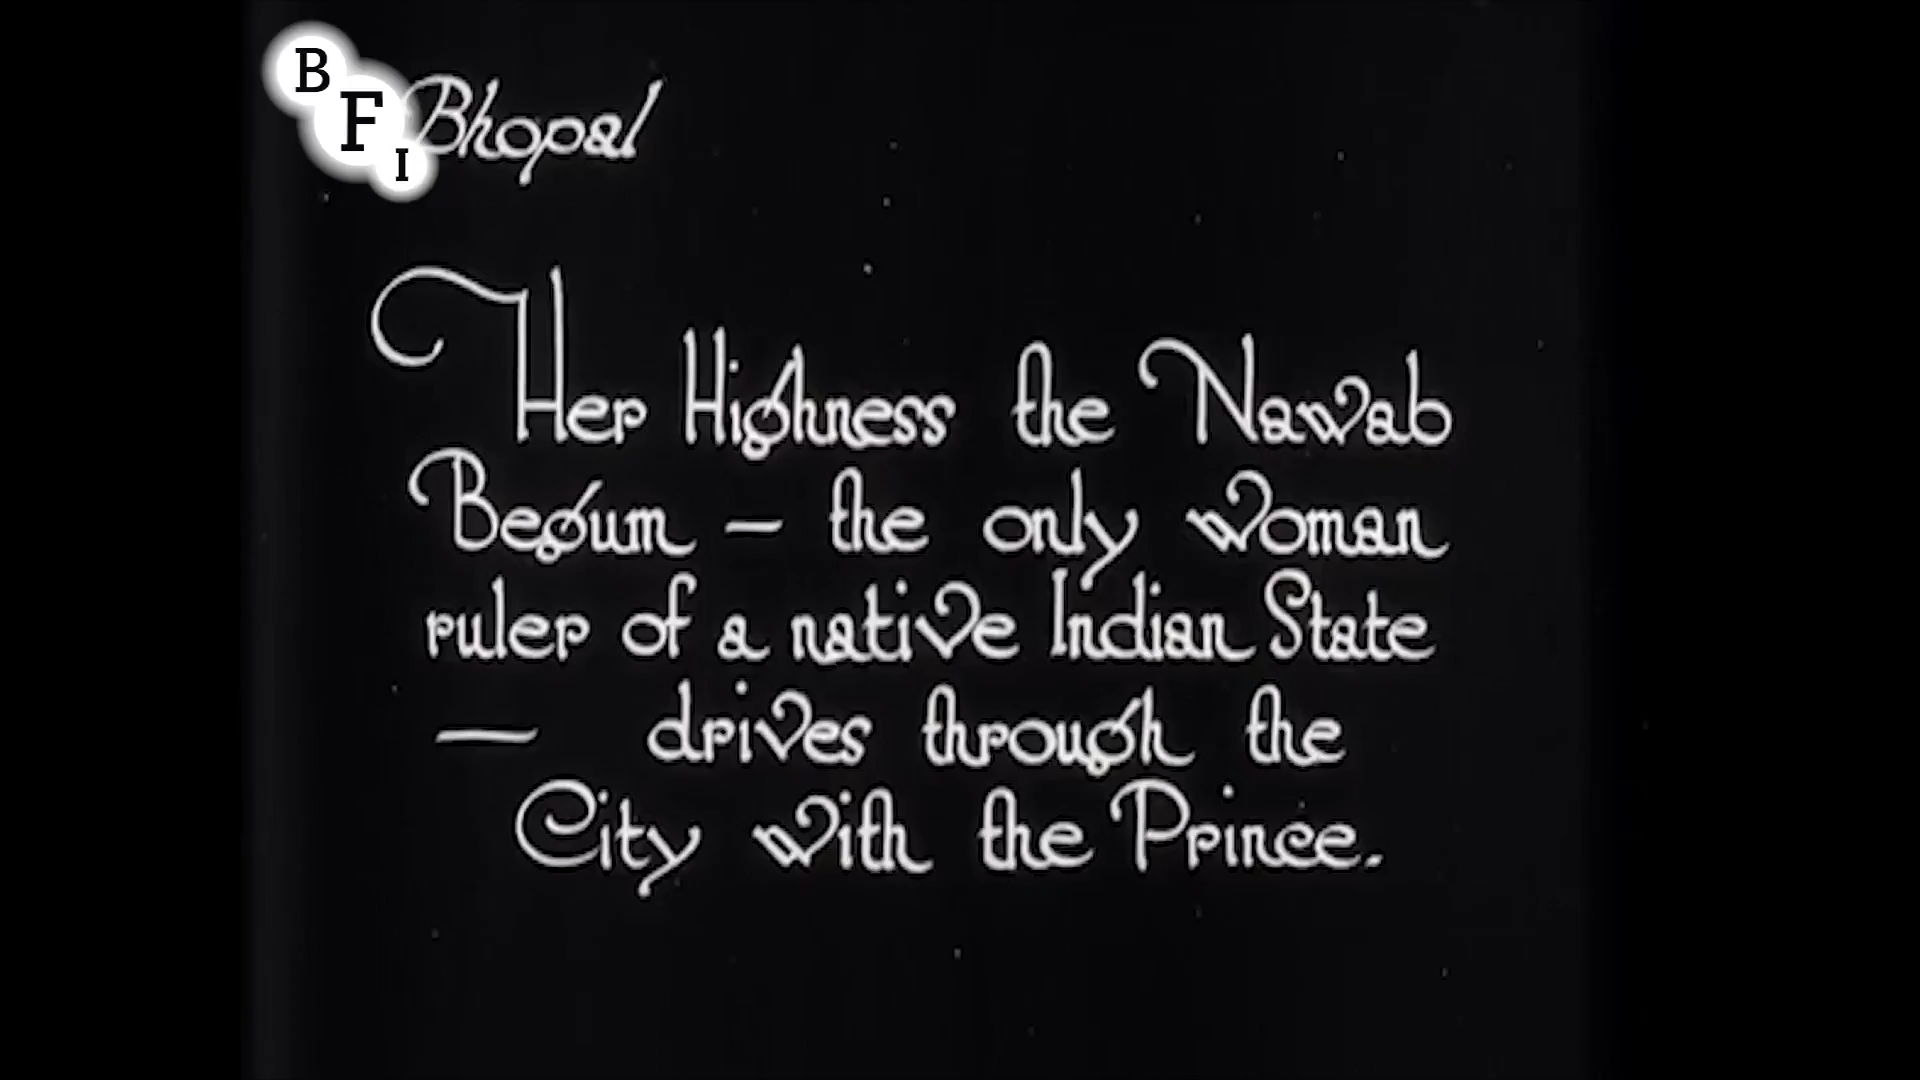 BFI
Bhopal
Her Highness the Nawab
Begum – the only woman
ruler of a native Indian State
— drives through the
City with the Prince.